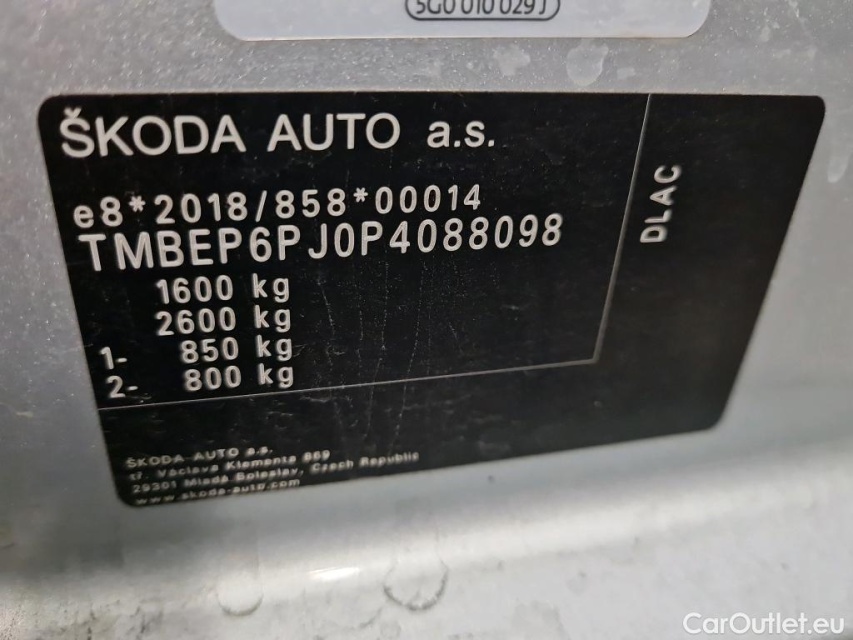 5G0 010 029 J
ŠKODA AUTO a.s.
e8*2018/858*00014
TMBEP6PJ0P4088098
1600 kg
2600 kg
1- 850 kg
2- 800 kg
DLAC
ŠKODA AUTO a.s.
tř. Václava Klementa 869
29301 Mladá Boleslav, Czech Republic
www.skoda-auto.com
CarOutlet.eu